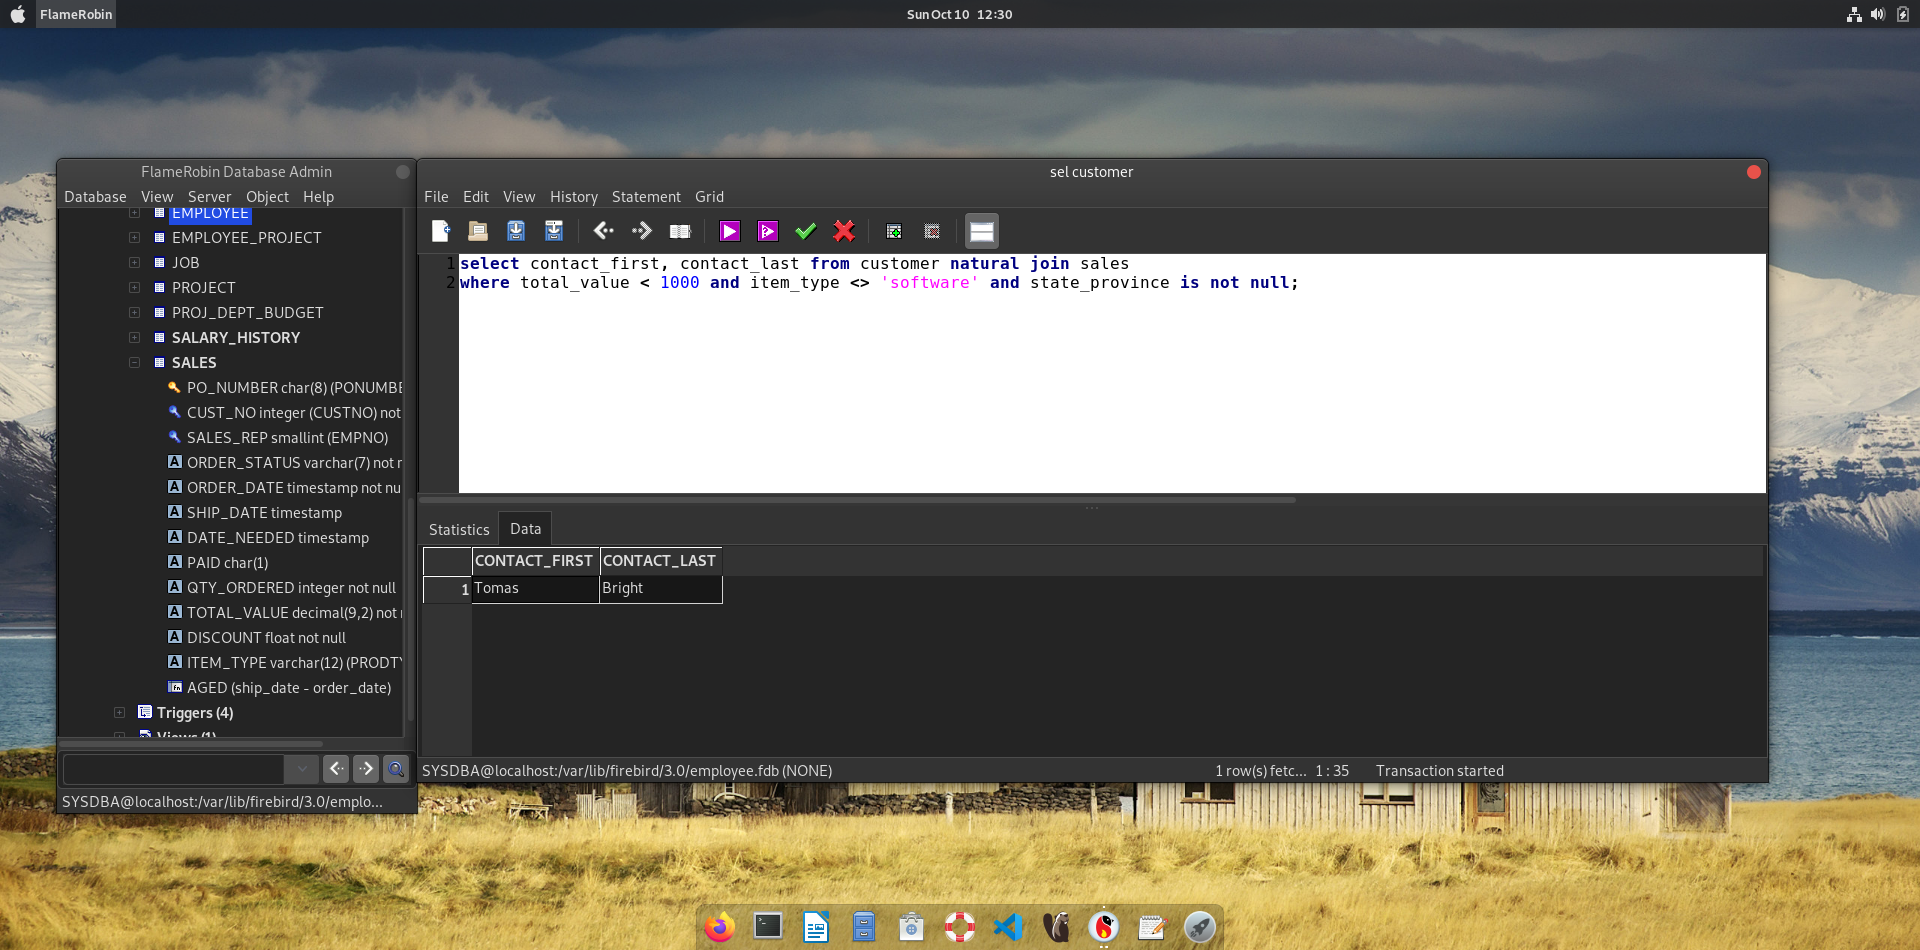 FlameRobin
Sun Oct 10 12:30
FlameRobin Database Admin
Database View Server Object Help
EMPLOYEE
EMPLOYEE_PROJECT
JOB
PROJECT
PROJ_DEPT_BUDGET
SALARY_HISTORY
SALES
PO_NUMBER char(8) (PONUMBE
CUST_NO integer (CUSTNO) not
SALES_REP smallint (EMPNO)
ORDER_STATUS varchar(7) not r
ORDER_DATE timestamp not nu
SHIP_DATE timestamp
DATE_NEEDED timestamp
PAID char(1)
QTY_ORDERED integer not null
TOTAL_VALUE decimal(9,2) not
DISCOUNT float not null
ITEM_TYPE varchar(12) (PRODTY
AGED (ship_date - order_date)
Triggers (4)
Views (1)
SYSDBA@localhost:/var/lib/firebird/3.0/emplo...
sel customer
File Edit View History Statement Grid
1 select contact_first, contact_last from customer natural join sales
2 where total_value < 1000 and item_type <> 'software' and state_province is not null;
Statistics Data
CONTACT_FIRST CONTACT_LAST
1 Tomas Bright
SYSDBA@localhost:/var/lib/firebird/3.0/employee.fdb (NONE) 1 row(s) fetc... 1 : 35 Transaction started